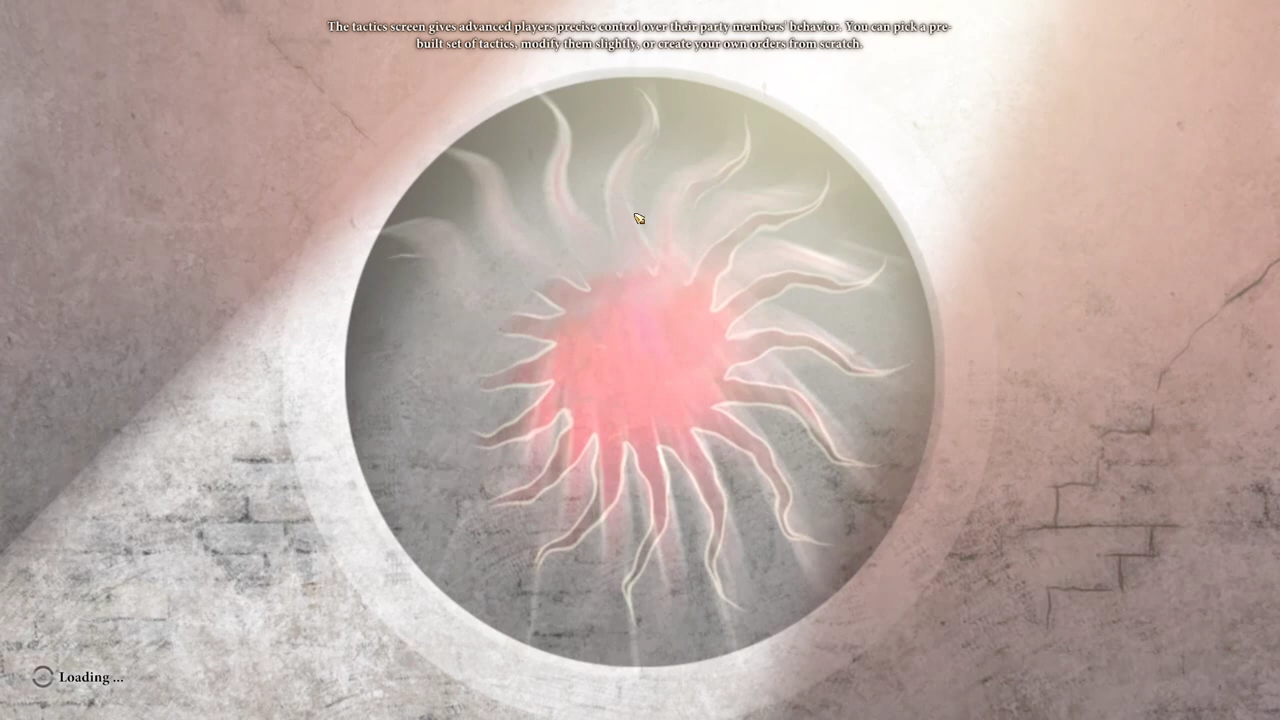 The tactics screen gives advanced players precise control over their party members' behavior. You can pick a pre-
built set of tactics, modify them slightly, or create your own orders from scratch.
Loading ...